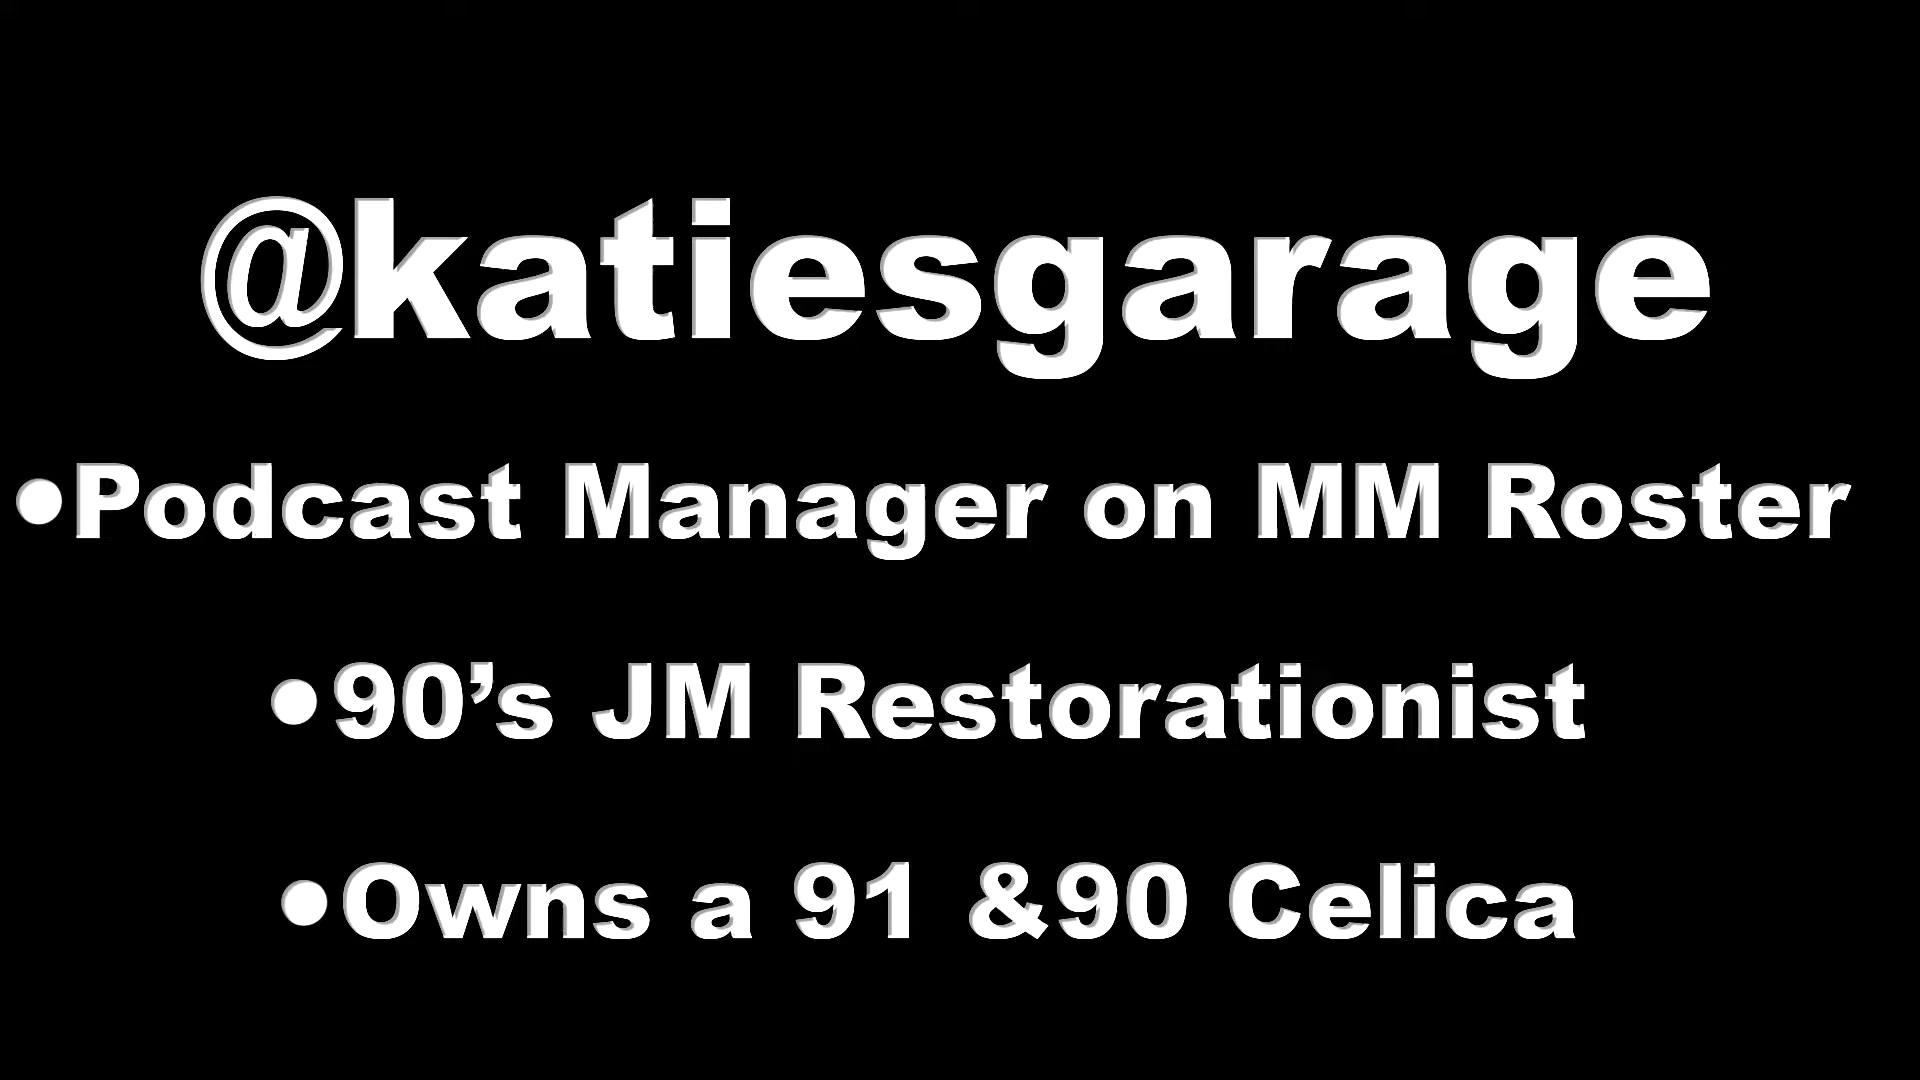 @katiesgarage
•Podcast Manager on MM Roster
•90’s JM Restorationist
•Owns a 91 &90 Celica